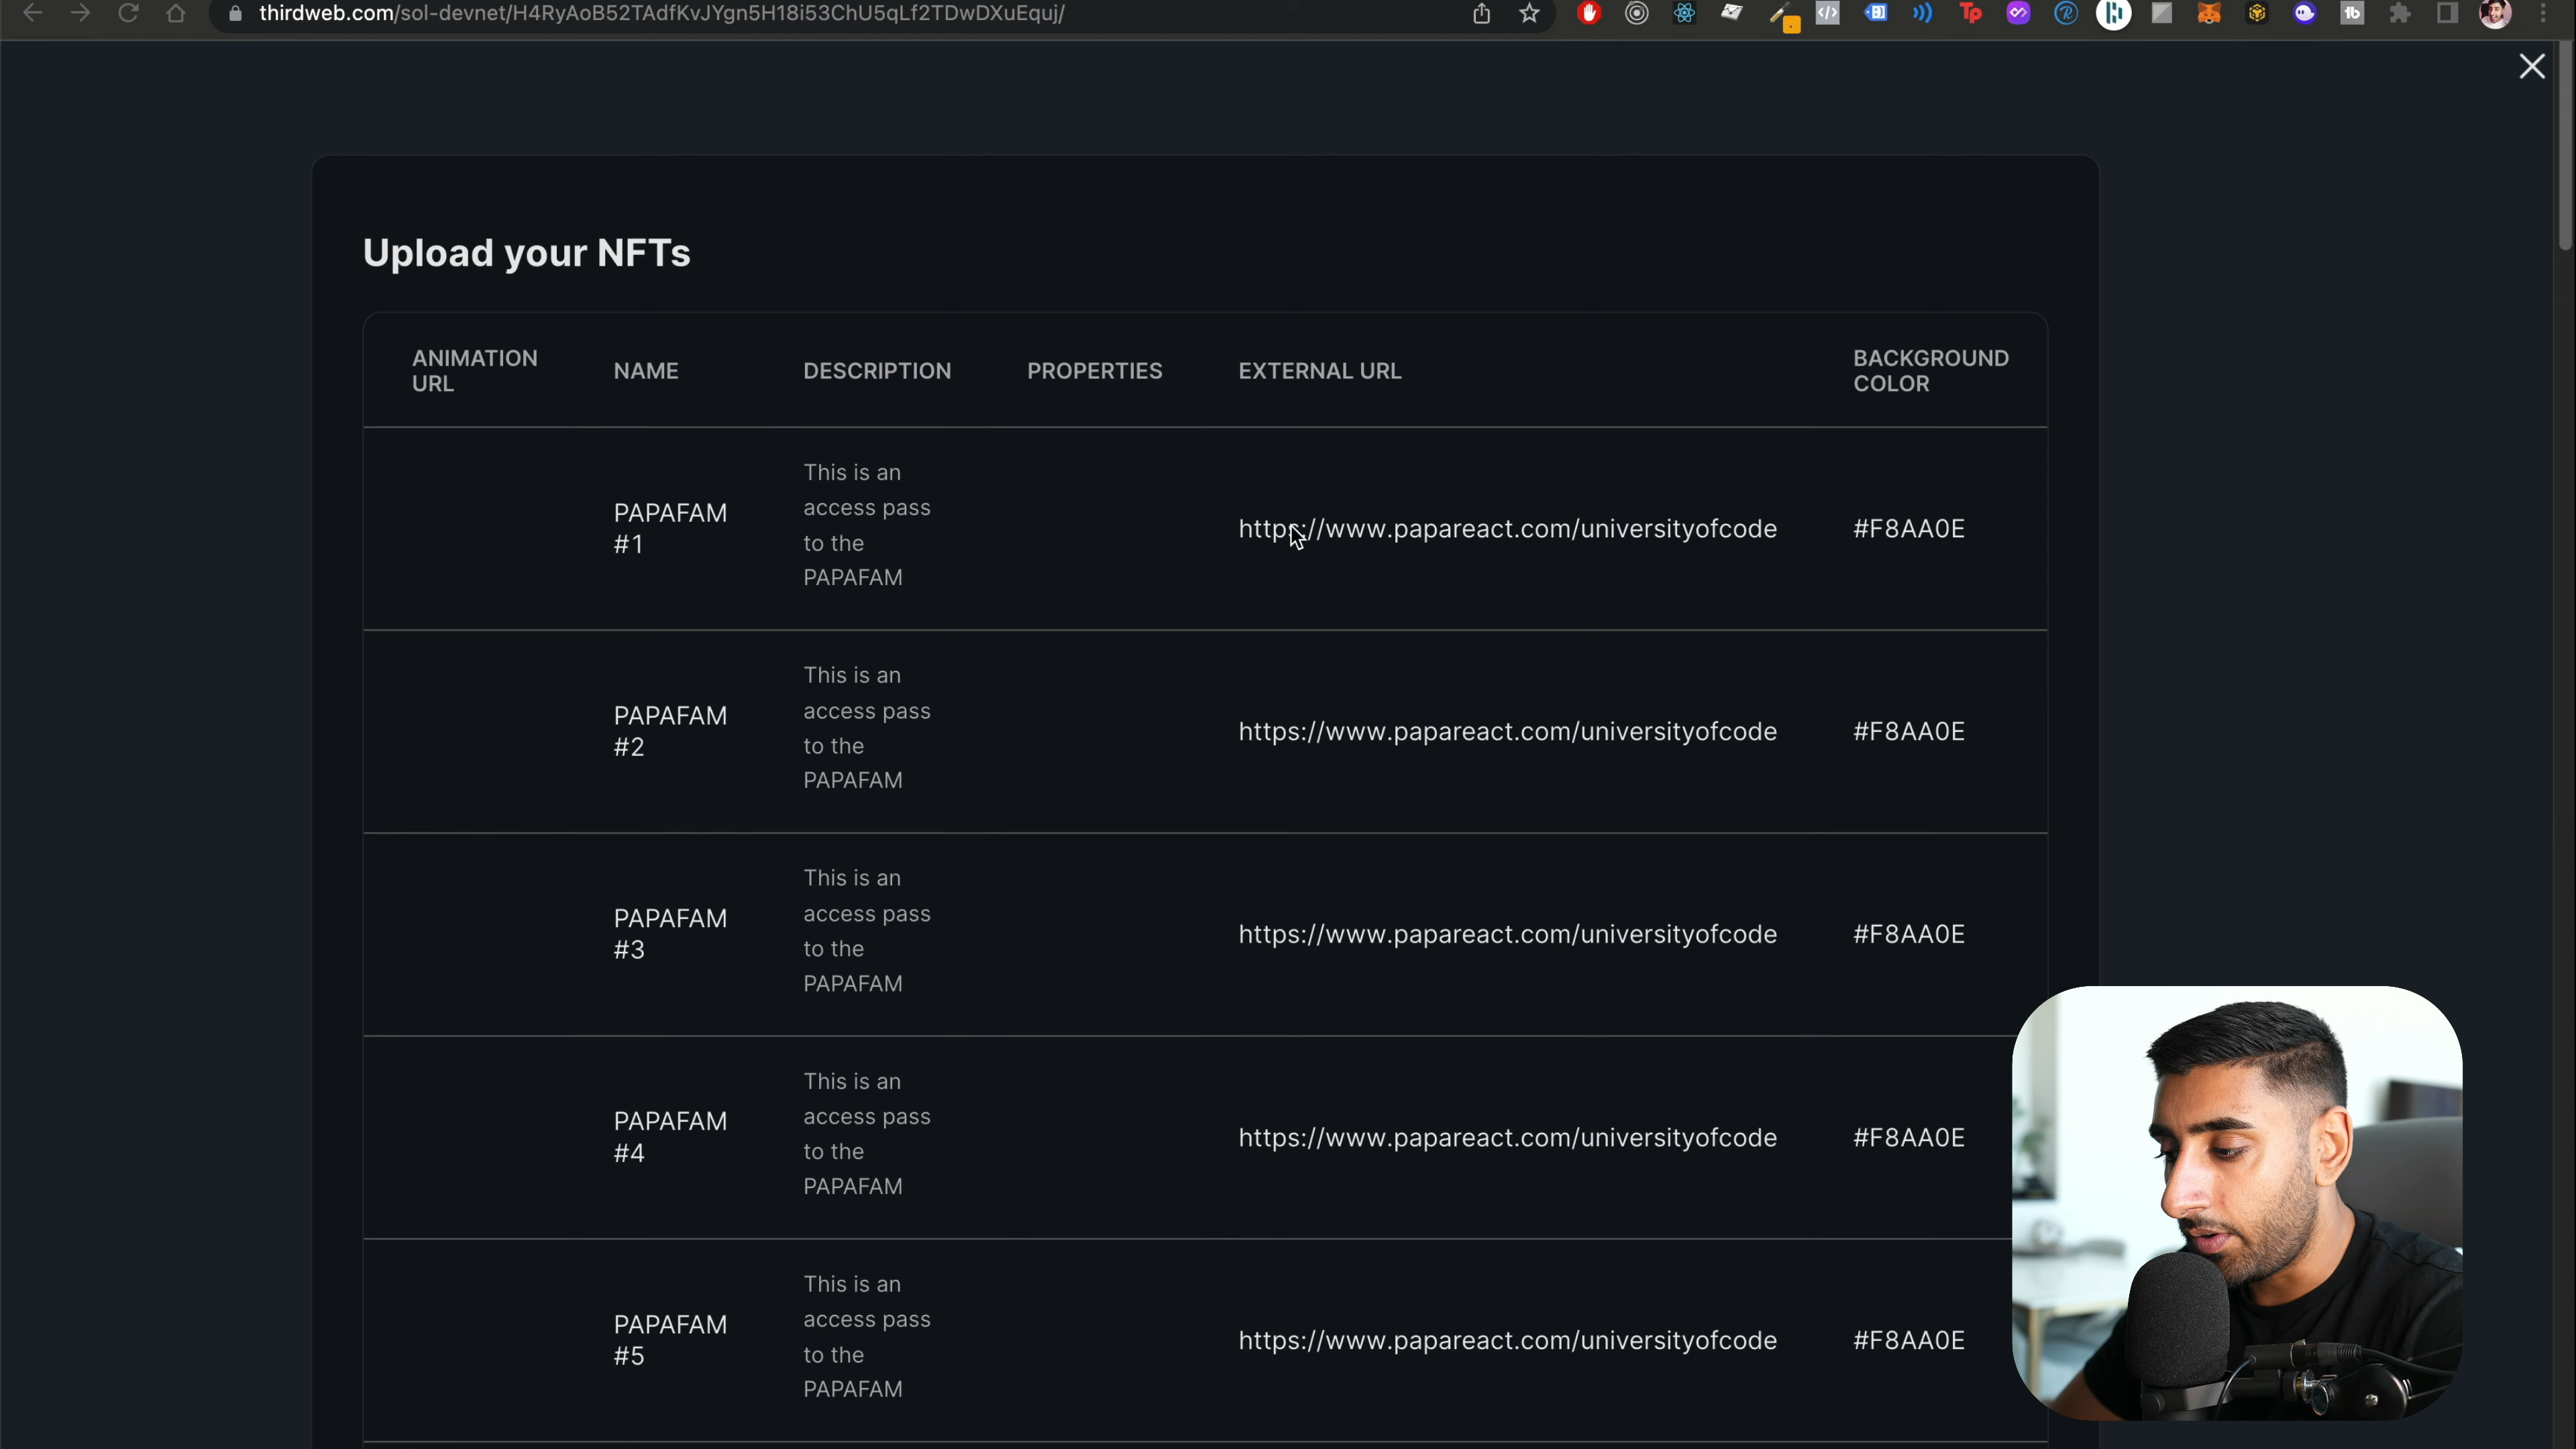 thirdweb.com/sol-devnet/H4RyAoB52TAdfKvJYgn5H18i53ChU5qLf2TDwDXuEquj/
Upload your NFTs
ANIMATION URL
NAME
DESCRIPTION
PROPERTIES
EXTERNAL URL
BACKGROUND COLOR
PAPAFAM
#1
This is an
access pass
to the
PAPAFAM
https://www.papareact.com/universityofcode
#F8AA0E
PAPAFAM
#2
This is an
access pass
to the
PAPAFAM
https://www.papareact.com/universityofcode
#F8AA0E
PAPAFAM
#3
This is an
access pass
to the
PAPAFAM
https://www.papareact.com/universityofcode
#F8AA0E
PAPAFAM
#4
This is an
access pass
to the
PAPAFAM
https://www.papareact.com/universityofcode
#F8AA0E
PAPAFAM
#5
This is an
access pass
to the
PAPAFAM
https://www.papareact.com/universityofcode
#F8AA0E